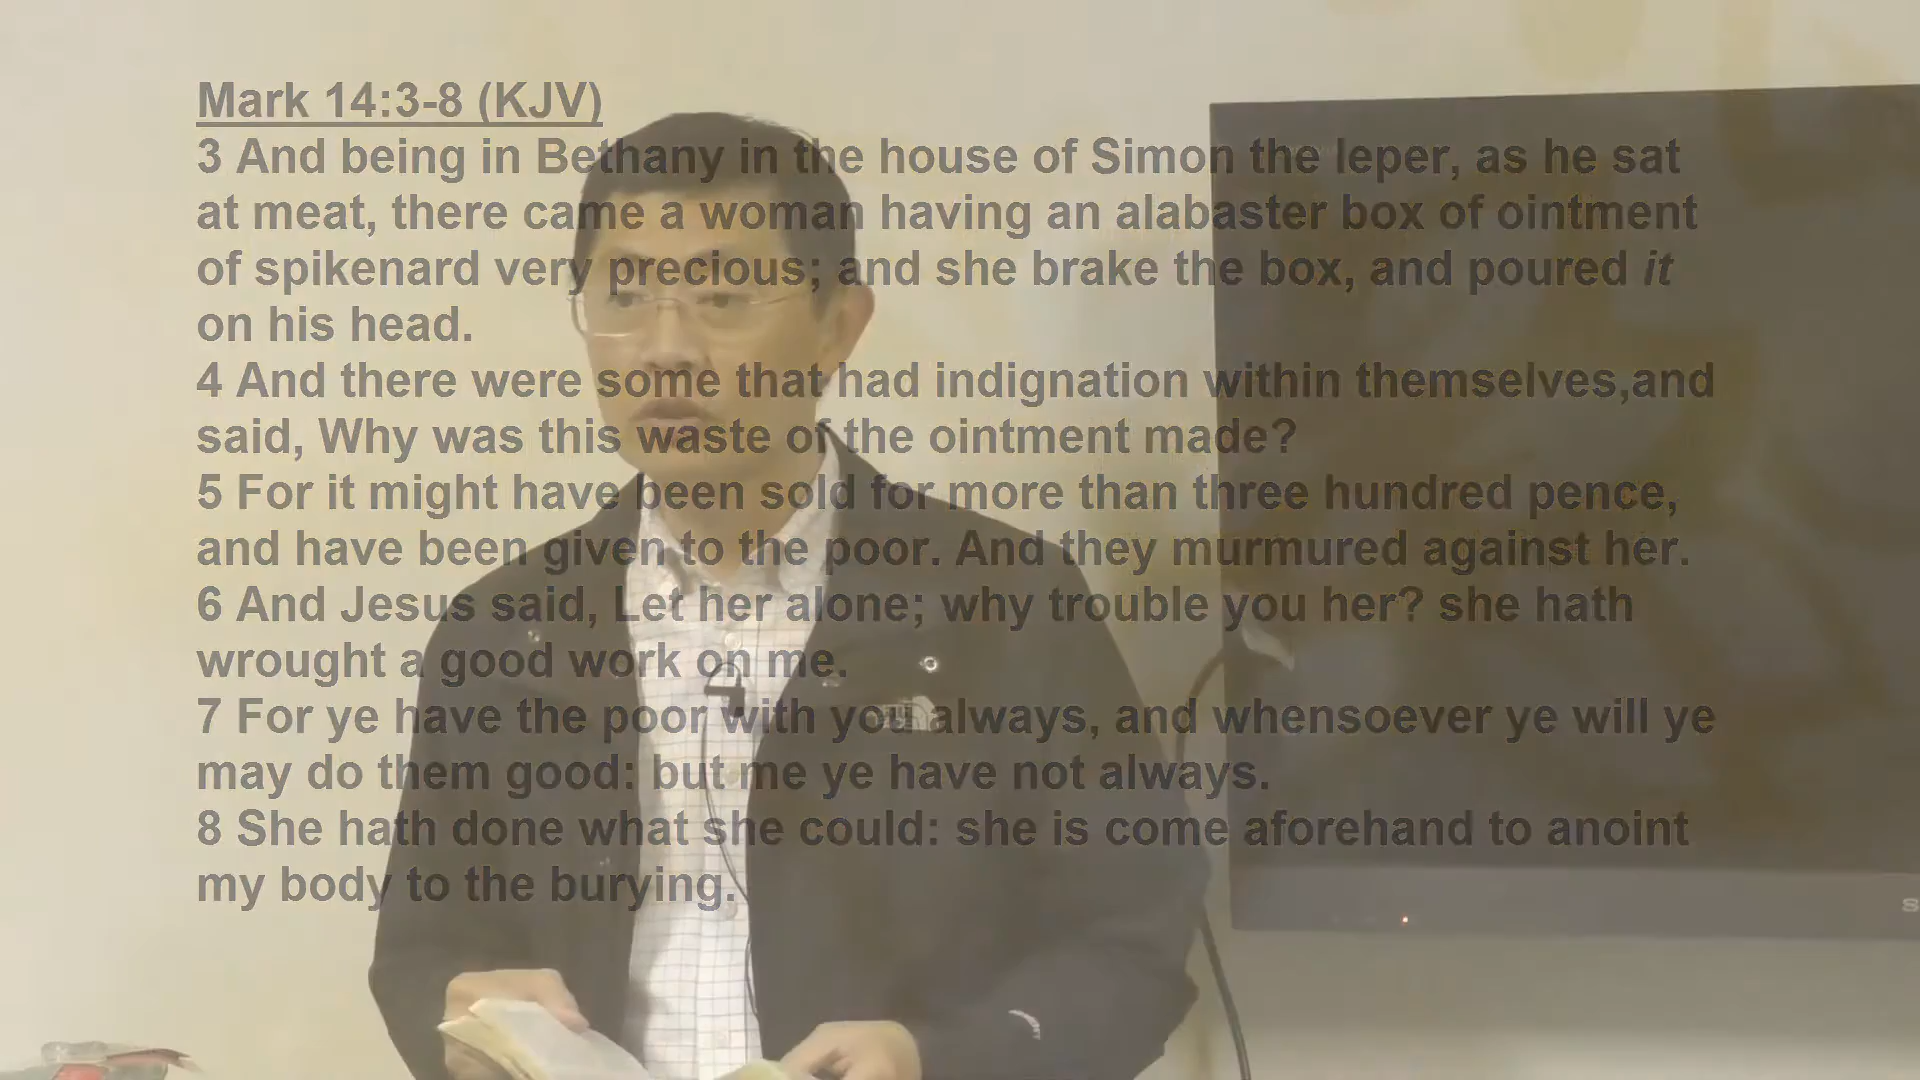 Mark 14:3-8 (KJV)
3 And being in Bethany in the house of Simon the leper, as he sat
at meat, there came a woman having an alabaster box of ointment
of spikenard very precious; and she brake the box, and poured it
on his head.
4 And there were some that had indignation within themselves,and
said, Why was this waste of the ointment made?
5 For it might have been sold for more than three hundred pence,
and have been given to the poor. And they murmured against her.
6 And Jesus said, Let her alone; why trouble you her? she hath
wrought a good work on me.
7 For ye have the poor with you always, and whensoever ye will ye
may do them good: but me ye have not always.
8 She hath done what she could: she is come aforehand to anoint
my body to the burying.